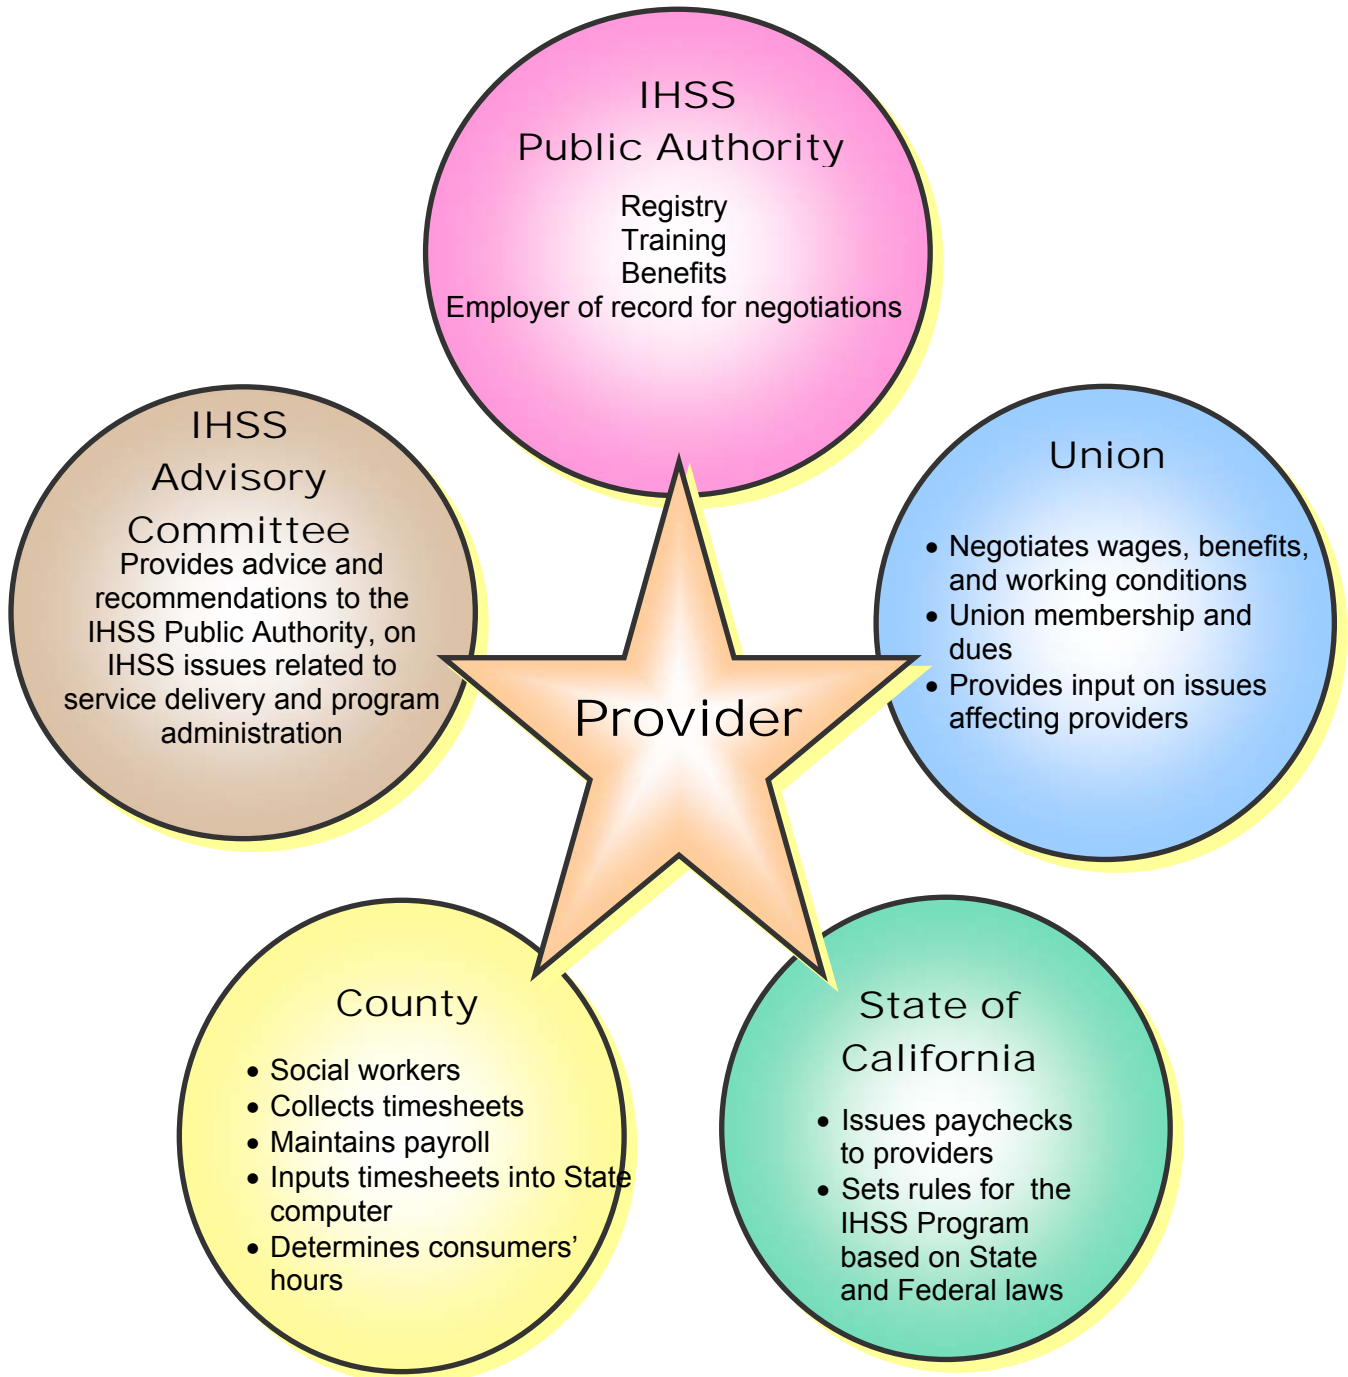 IHSS
Public Authority
Registry
Training
Benefits
Employer of record for negotiations
IHSS
Advisory
Committee
Provides advice and
recommendations to the
IHSS Public Authority, on
IHSS issues related to
service delivery and program
administration
Union
• Negotiates wages, benefits,
and working conditions
• Union membership and
dues
• Provides input on issues
affecting providers
Provider
County
• Social workers
• Collects timesheets
• Maintains payroll
• Inputs timesheets into State
computer
• Determines consumers’
hours
State of
California
• Issues paychecks
to providers
• Sets rules for  the
IHSS Program
based on State
and Federal laws